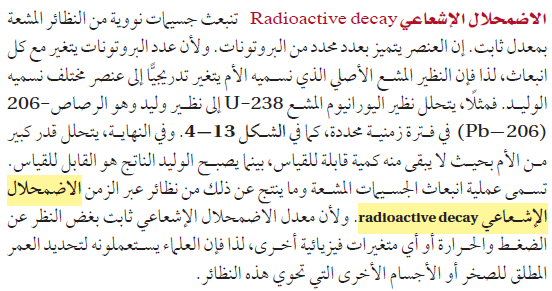 الاضمحلال الإشعاعي Radioactive decay تنبعث جسيمات نووية من النظائر المشعة
بمعدل ثابت. إن العنصر يتميز بعدد محدد من البروتونات. ولأن عدد البروتونات يتغير مع كل
انبعاث، لذا فإن النظير المشع الأصلي الذي نسميه الأم يتغير تدريجيًّا إلى عنصر مختلف نسميه
الوليد. فمثلًا، يتحلل نظير اليورانيوم المشع U-238 إلى نظير وليد وهو الرصاص-206
(Pb—206) في فترة زمنية محددة، كما في الشكل 13—4. وفي النهاية، يتحلل قدر كبير
من الأم بحيث لا يبقى منه كمية قابلة للقياس، بينما يصبح الوليد الناتج هو القابل للقياس.
تسمى عملية انبعاث الجسيمات المشعة وما ينتج عن ذلك من نظائر عبر الزمن الاضمحلال
الإشعاعي radioactive decay. ولأن معدل الاضمحلال الإشعاعي ثابت بغض النظر عن
الضغط والحرارة أو أي متغيرات فيزيائية أخرى، لذا فإن العلماء يستعملونه لتحديد العمر
المطلق للصخر أو الأجسام الأخرى التي تحوي هذه النظائر.